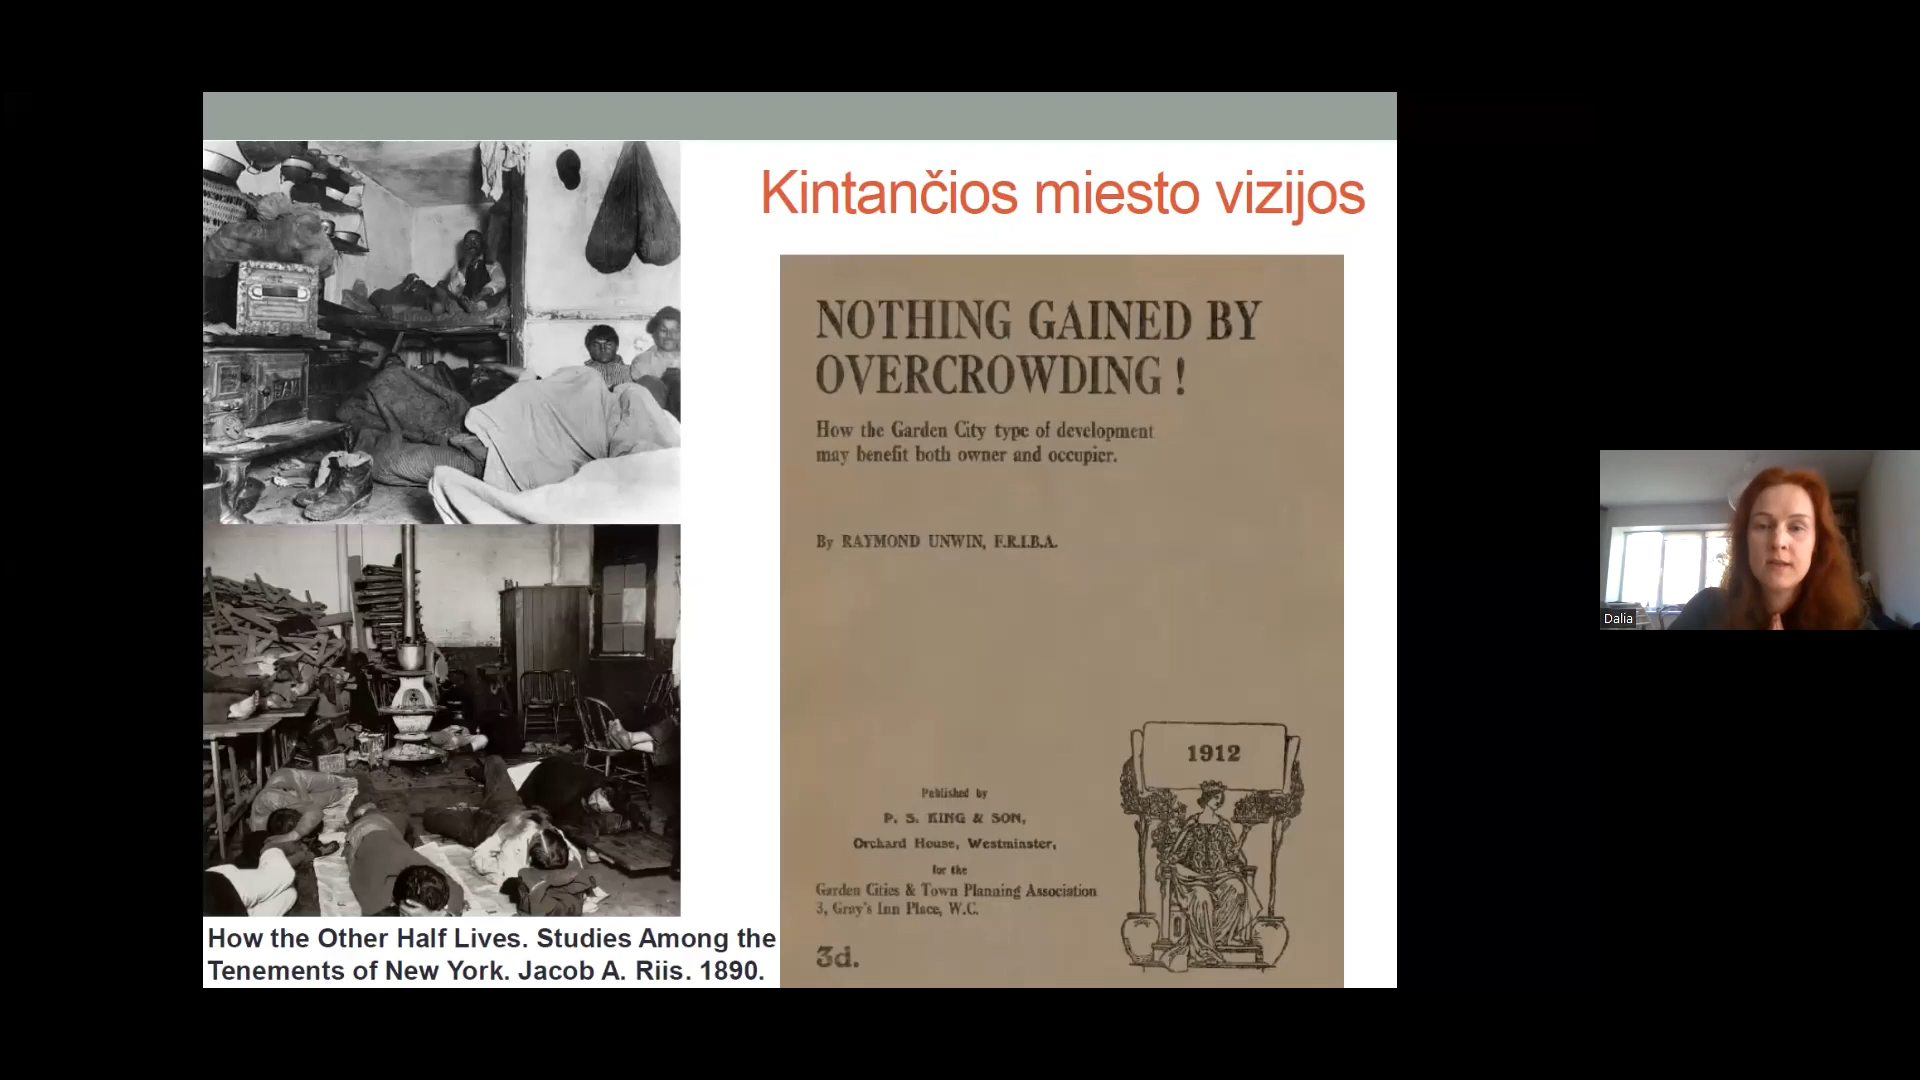 Kintančios miesto vizijos
NOTHING GAINED BY
OVERCROWDING !
How the Garden City type of development
may benefit both owner and occupier.
By RAYMOND UNWIN, F.R.I.B.A.
1912
Published by
P. S. KING & SON,
Orchard House, Westminster,
for the
Garden Cities & Town Planning Association
3, Gray's Inn Place, W.C.
3d.
How the Other Half Lives. Studies Among the
Tenements of New York. Jacob A. Riis. 1890.
Dalia